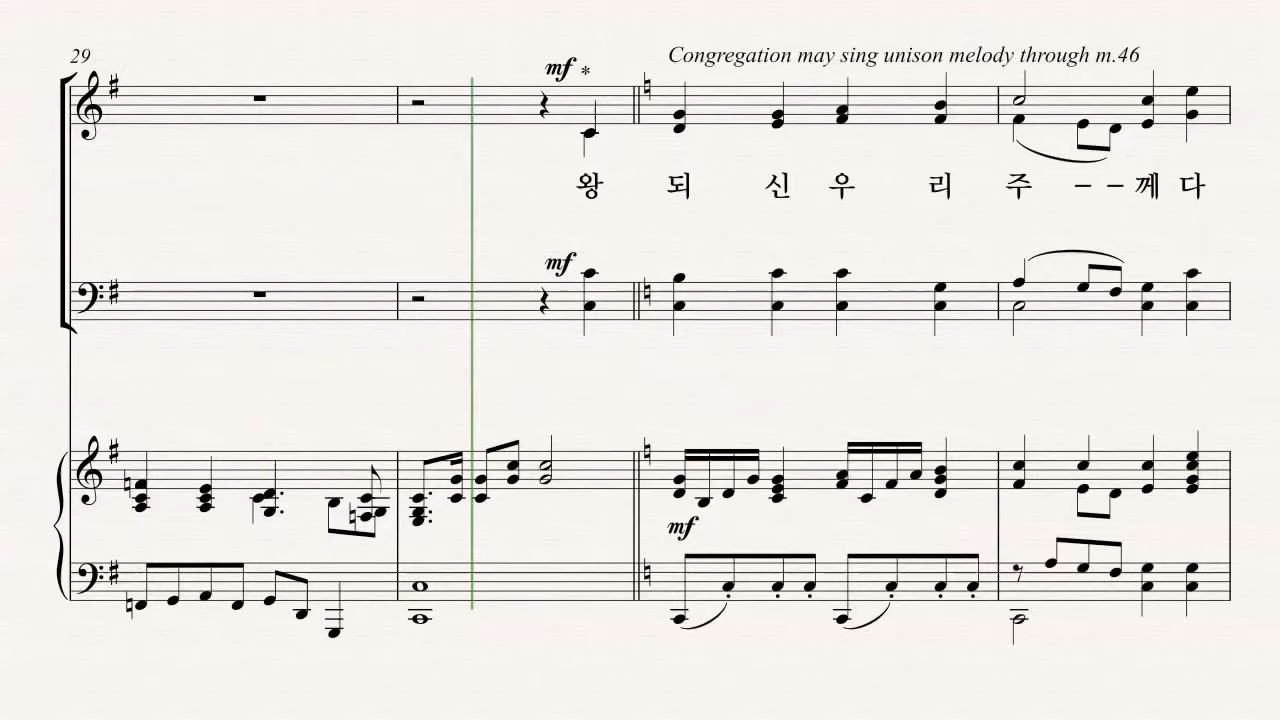 29
Congregation may sing unison melody through m.46
mf *
왕 되 신 우 리 주 - - 께 다
mf
mf